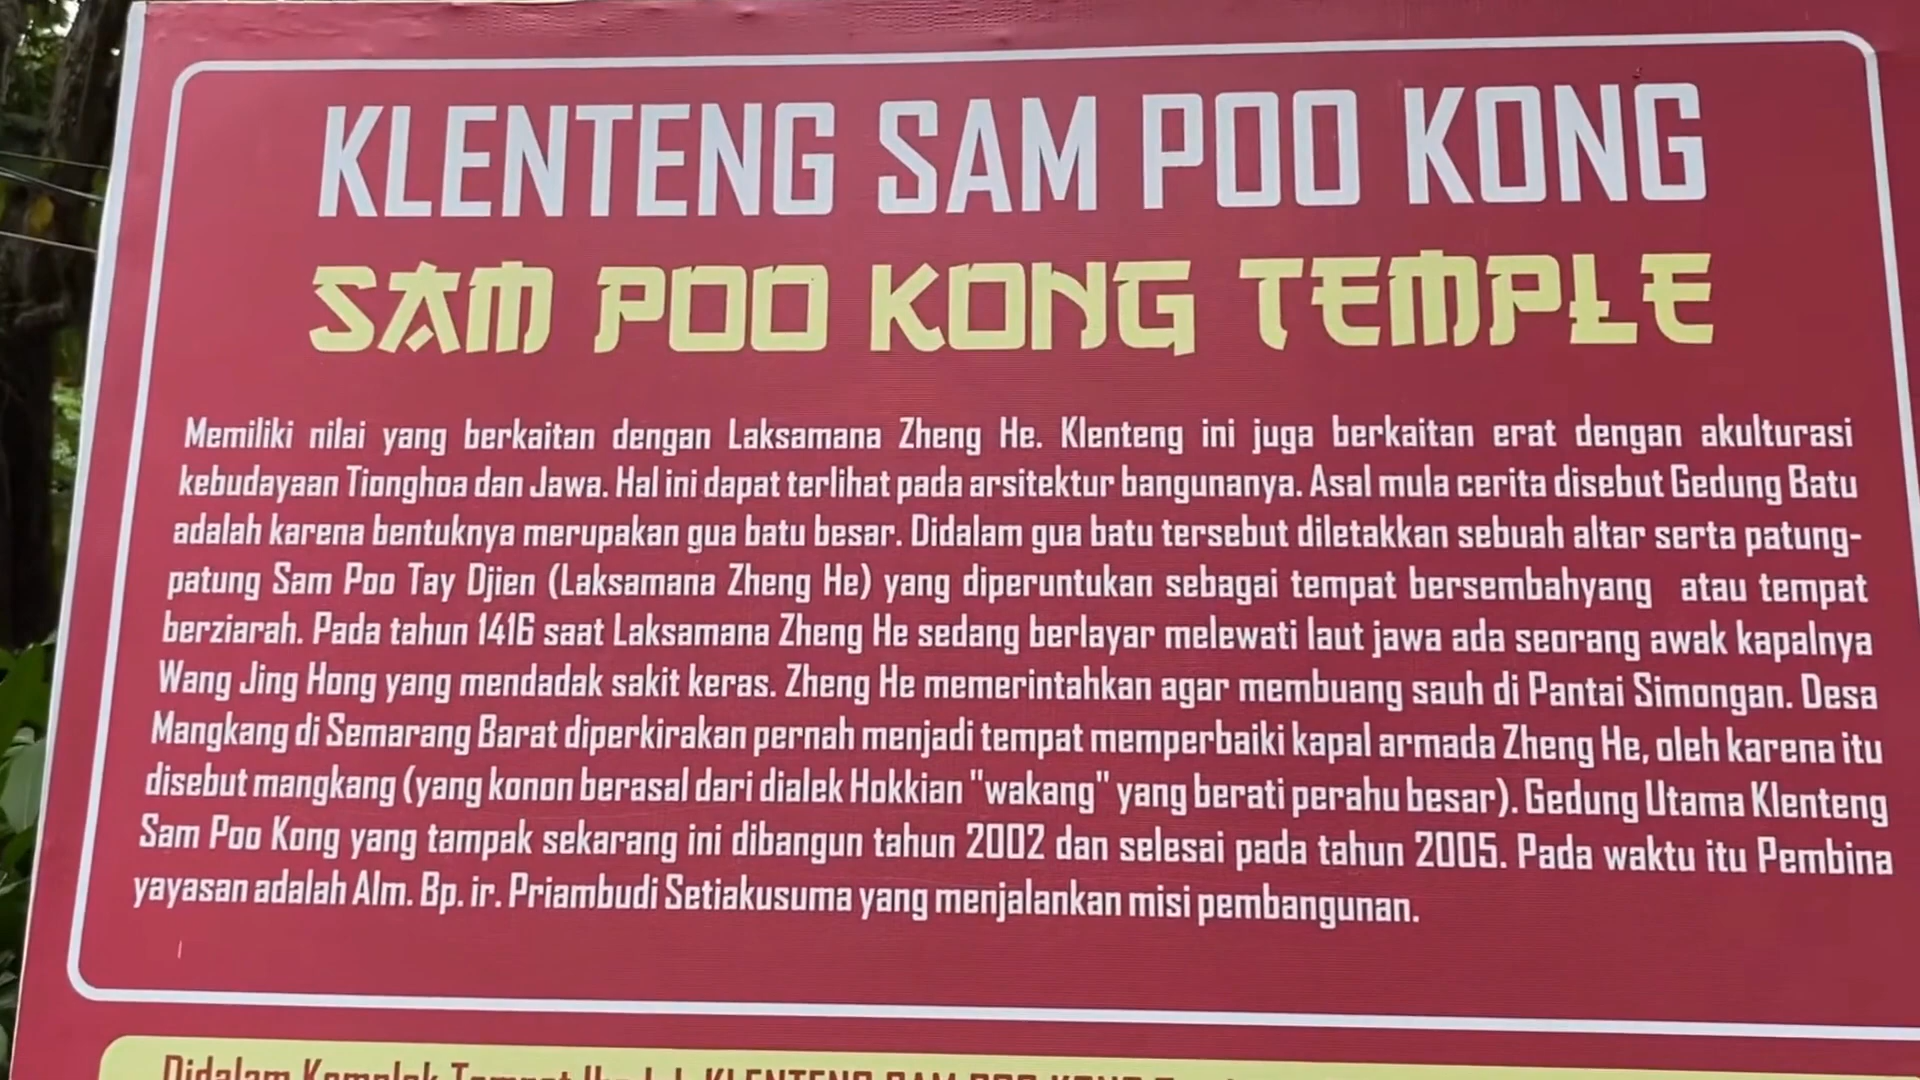 KLENTENG SAM POO KONG
SAM POO KONG TEMPLE
Memiliki nilai yang berkaitan dengan Laksamana Zheng He. Klenteng ini juga berkaitan erat dengan akulturasi
kebudayaan Tionghoa dan Jawa. Hal ini dapat terlihat pada arsitektur bangunanya. Asal mula cerita disebut Gedung Batu
adalah karena bentuknya merupakan gua batu besar. Didalam gua batu tersebut diletakkan sebuah altar serta patung-
patung Sam Poo Tay Djien (Laksamana Zheng He) yang diperuntukan sebagai tempat bersembahyang atau tempat
berziarah. Pada tahun 1416 saat Laksamana Zheng He sedang berlayar melewati laut jawa ada seorang awak kapalnya
Wang Jing Hong yang mendadak sakit keras. Zheng He memerintahkan agar membuang sauh di Pantai Simongan. Desa
Mangkang di Semarang Barat diperkirakan pernah menjadi tempat memperbaiki kapal armada Zheng He, oleh karena itu
disebut mangkang (yang konon berasal dari dialek Hokkian "wakang" yang berati perahu besar). Gedung Utama Klenteng
Sam Poo Kong yang tampak sekarang ini dibangun tahun 2002 dan selesai pada tahun 2005. Pada waktu itu Pembina
yayasan adalah Alm. Bp. ir. Priambudi Setiakusuma yang menjalankan misi pembangunan.
Didalam Komplek Tempat KLENTENG SAM POO KONG